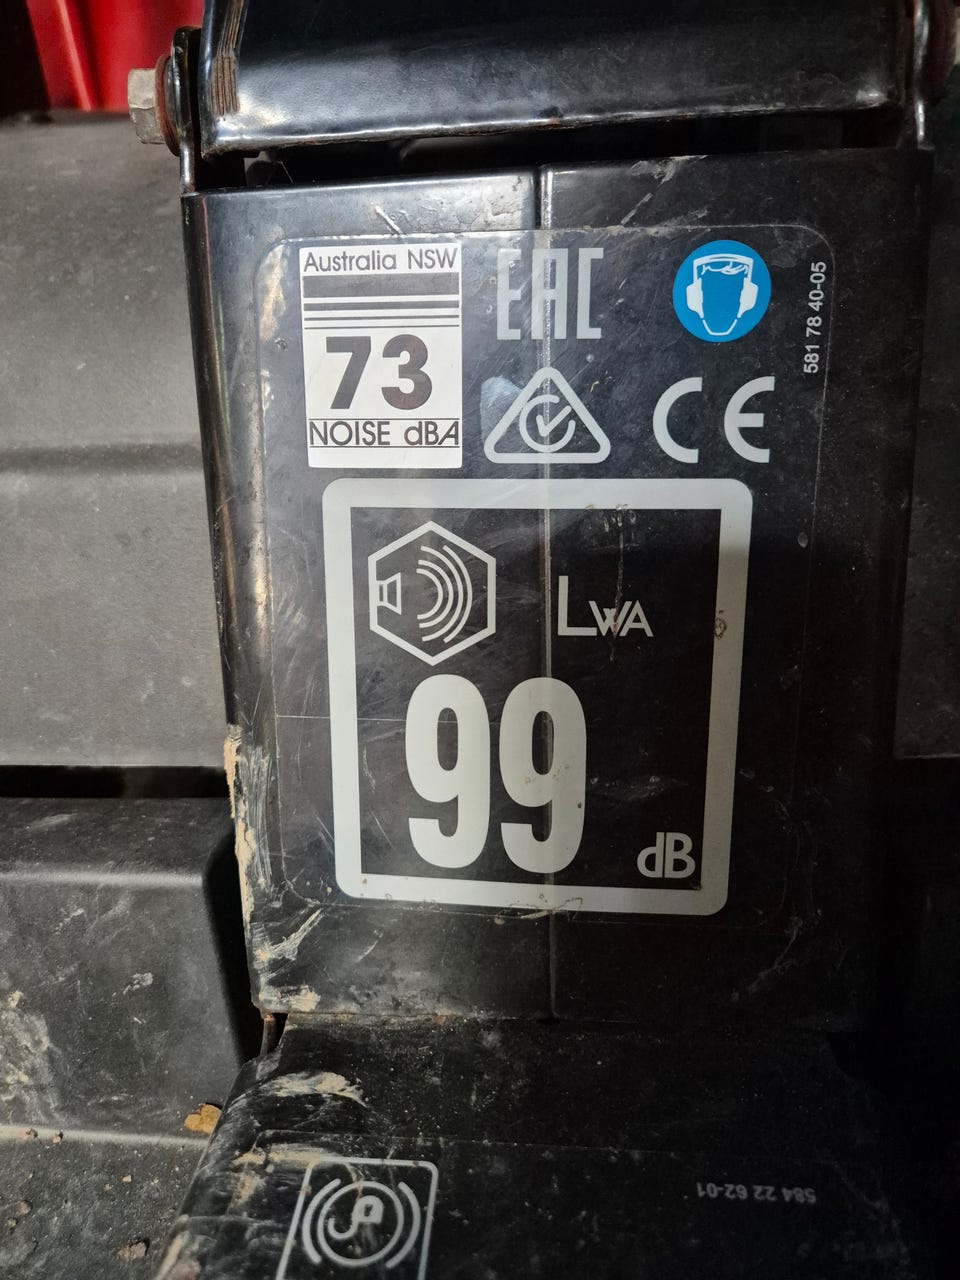 Australia NSW
73
NOISE dBA
EAC
581 78 40-05
CE
LWA
99
dB
584 22 62-01